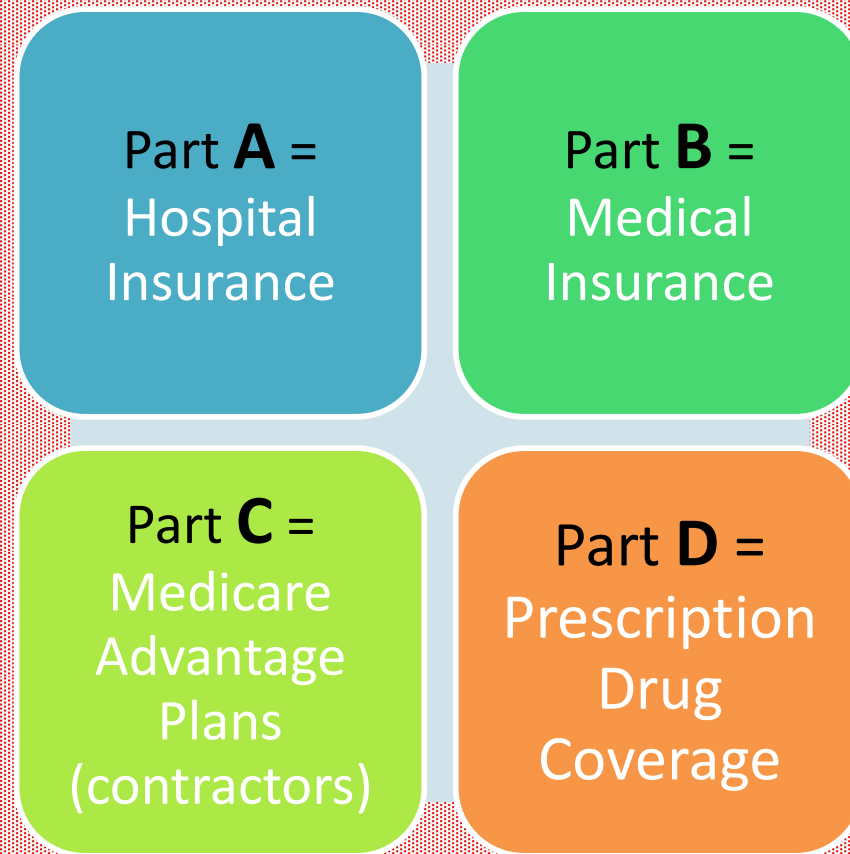 Part A =
Hospital
Insurance
Part B =
Medical
Insurance
Part C =
Medicare
Advantage
Plans
(contractors)
Part D =
Prescription
Drug
Coverage